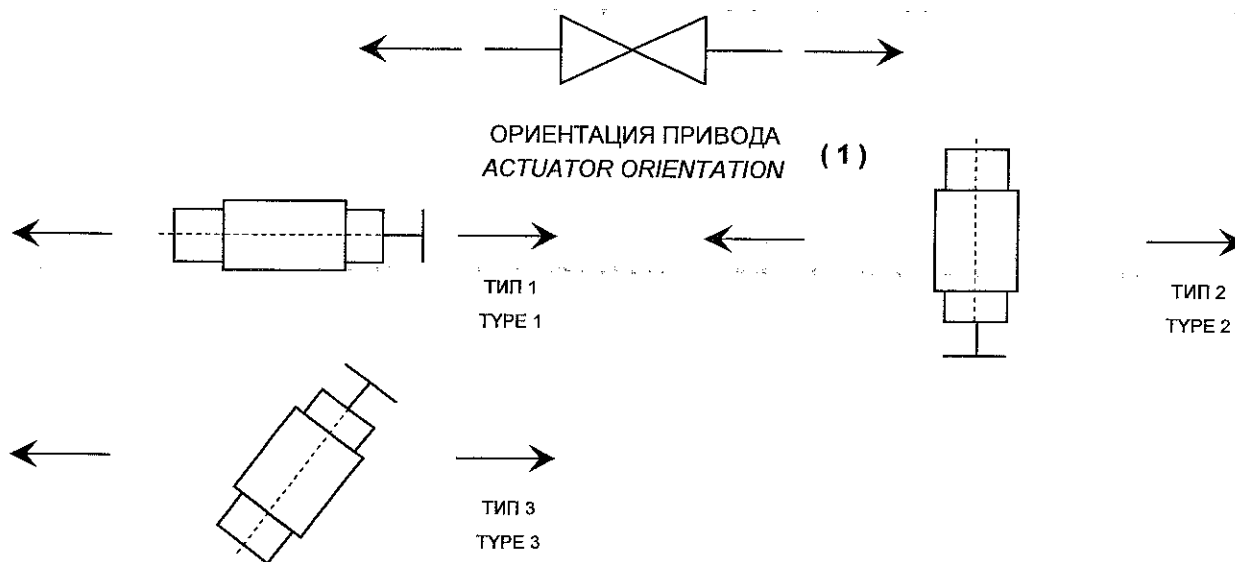 ОРИЕНТАЦИЯ ПРИВОДА
ACTUATOR ORIENTATION
(1)
ТИП 1
TYPE 1
ТИП 2
TYPE 2
ТИП 3
TYPE 3